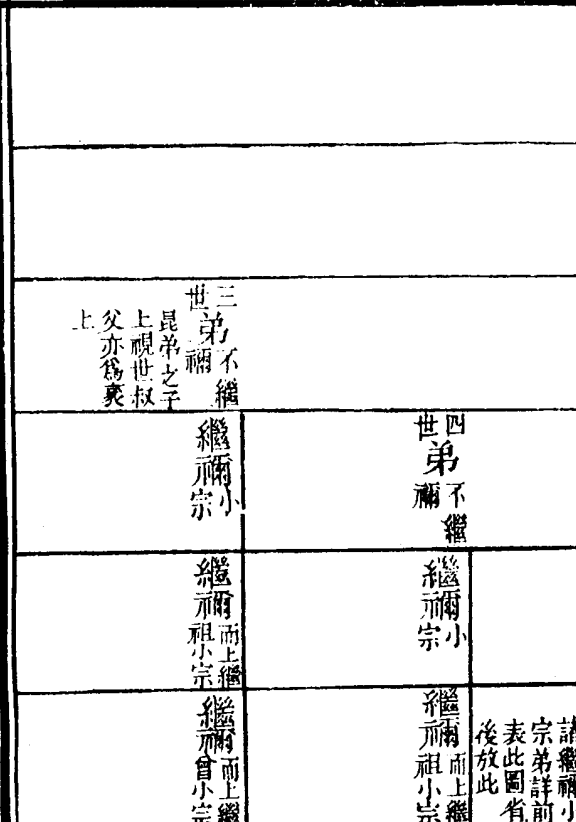 三世弟不繼禰
昆弟之子
上視世叔
父亦爲
上
四世弟不繼禰
繼禰小宗
繼禰小宗
繼禰而上繼祖小宗
諸繼禰小
宗弟詳前
表此圖省
後放此
繼禰而上繼祖小宗
繼禰而上繼曾小宗